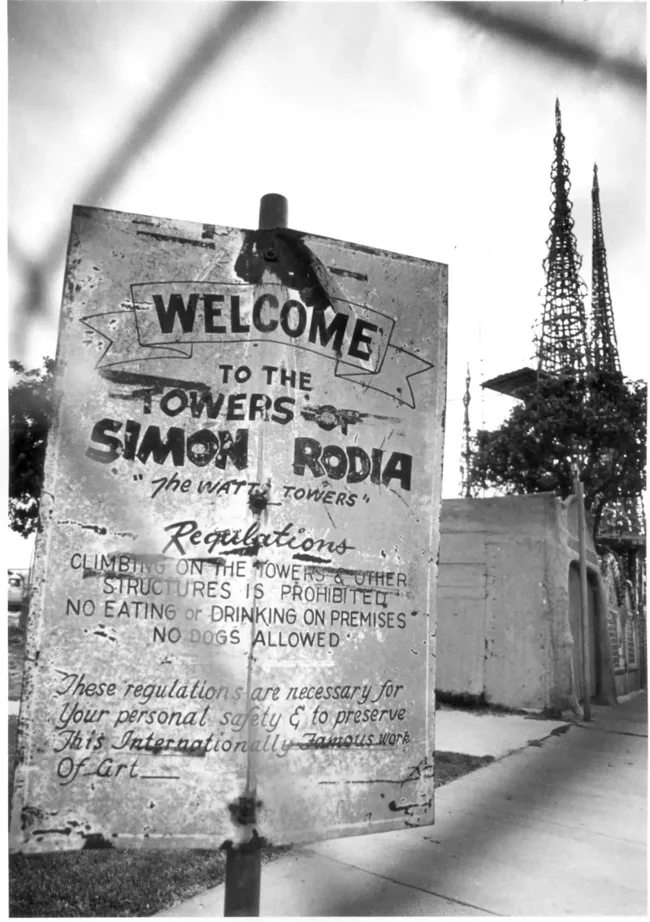 WELCOME
TO THE
TOWERS OF
SIMON RODIA
"The WATTS TOWERS"
Regulations
CLIMBING ON THE TOWERS & OTHER
STRUCTURES IS PROHIBITED
NO EATING or DRINKING ON PREMISES
NO DOGS ALLOWED
These regulations are necessary for
Your personal safety & to preserve
This Internationally Famous work
Of Art